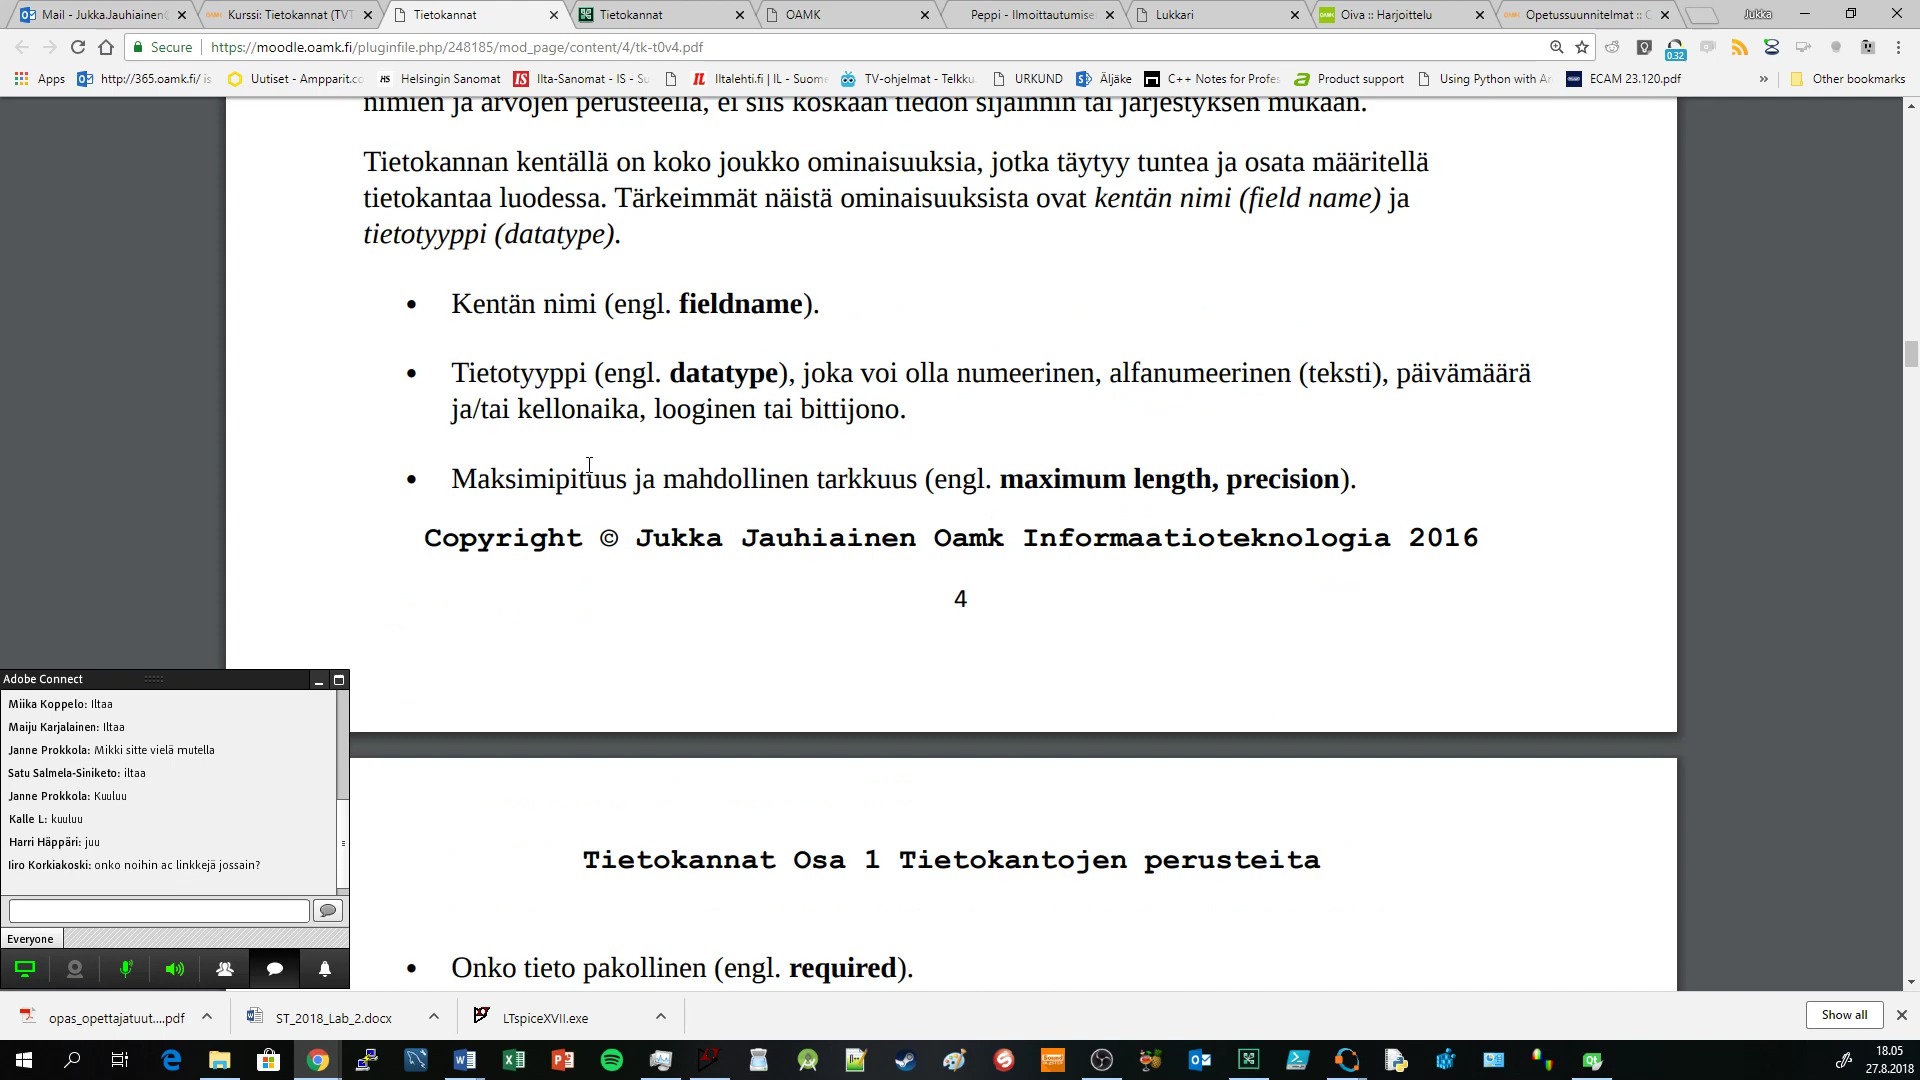 Mail - Jukka.Jauhiainen
Kurssi: Tietokannat (TVT
Tietokannat
Tietokannat
OAMK
Peppi - Ilmoittautumise
Lukkari
Oiva :: Harjoittelu
Opetussuunnitelmat ::
Jukka
Secure
https://moodle.oamk.fi/pluginfile.php/248185/mod_page/content/4/tk-t0v4.pdf
0.32
Apps
http://365.oamk.fi/ is
Uutiset - Ampparit.co
HS Helsingin Sanomat
IS Ilta-Sanomat - IS - Su
IL Iltalehti.fi | IL - Suome
TV-ohjelmat - Telkku
URKUND
Äljäke
C++ Notes for Profes
Product support
Using Python with Ar
ECAM 23.120.pdf
»
Other bookmarks
nimien ja arvojen perusteella, ei siis koskaan tiedon sijainnin tai järjestyksen mukaan.
Tietokannan kentällä on koko joukko ominaisuuksia, jotka täytyy tuntea ja osata määritellä
tietokantaa luodessa. Tärkeimmät näistä ominaisuuksista ovat kentän nimi (field name) ja
tietotyyppi (datatype).
• Kentän nimi (engl. fieldname).
• Tietotyyppi (engl. datatype), joka voi olla numeerinen, alfanumeerinen (teksti), päivämäärä
ja/tai kellonaika, looginen tai bittijono.
• Maksimipituus ja mahdollinen tarkkuus (engl. maximum length, precision).
Copyright © Jukka Jauhiainen Oamk Informaatioteknologia 2016
4
Tietokannat Osa 1 Tietokantojen perusteita
• Onko tieto pakollinen (engl. required).
Adobe Connect
Miika Koppelo: Iltaa
Maiju Karjalainen: Iltaa
Janne Prokkola: Mikki sitte vielä mutella
Satu Salmela-Siniketo: iltaa
Janne Prokkola: Kuuluu
Kalle L: kuuluu
Harri Häppäri: juu
Iiro Korkiakoski: onko noihin ac linkkejä jossain?
Everyone
opas_opettajatuut....pdf
ST_2018_Lab_2.docx
LTspiceXVII.exe
Show all
18.05
27.8.2018